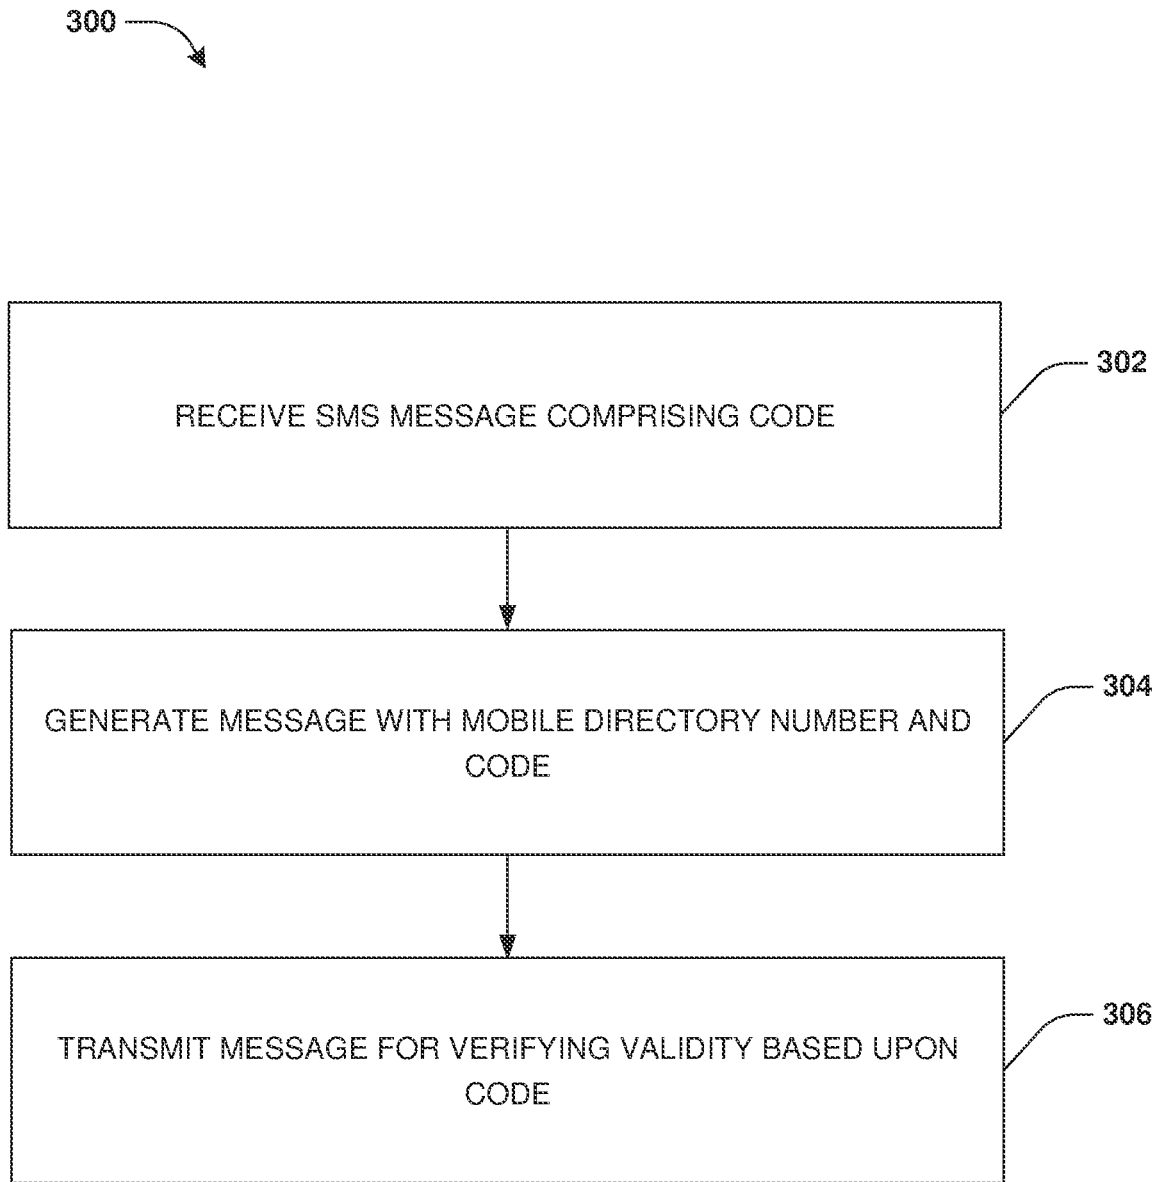 300
RECEIVE SMS MESSAGE COMPRISING CODE
302
GENERATE MESSAGE WITH MOBILE DIRECTORY NUMBER AND
CODE
304
TRANSMIT MESSAGE FOR VERIFYING VALIDITY BASED UPON
CODE
306